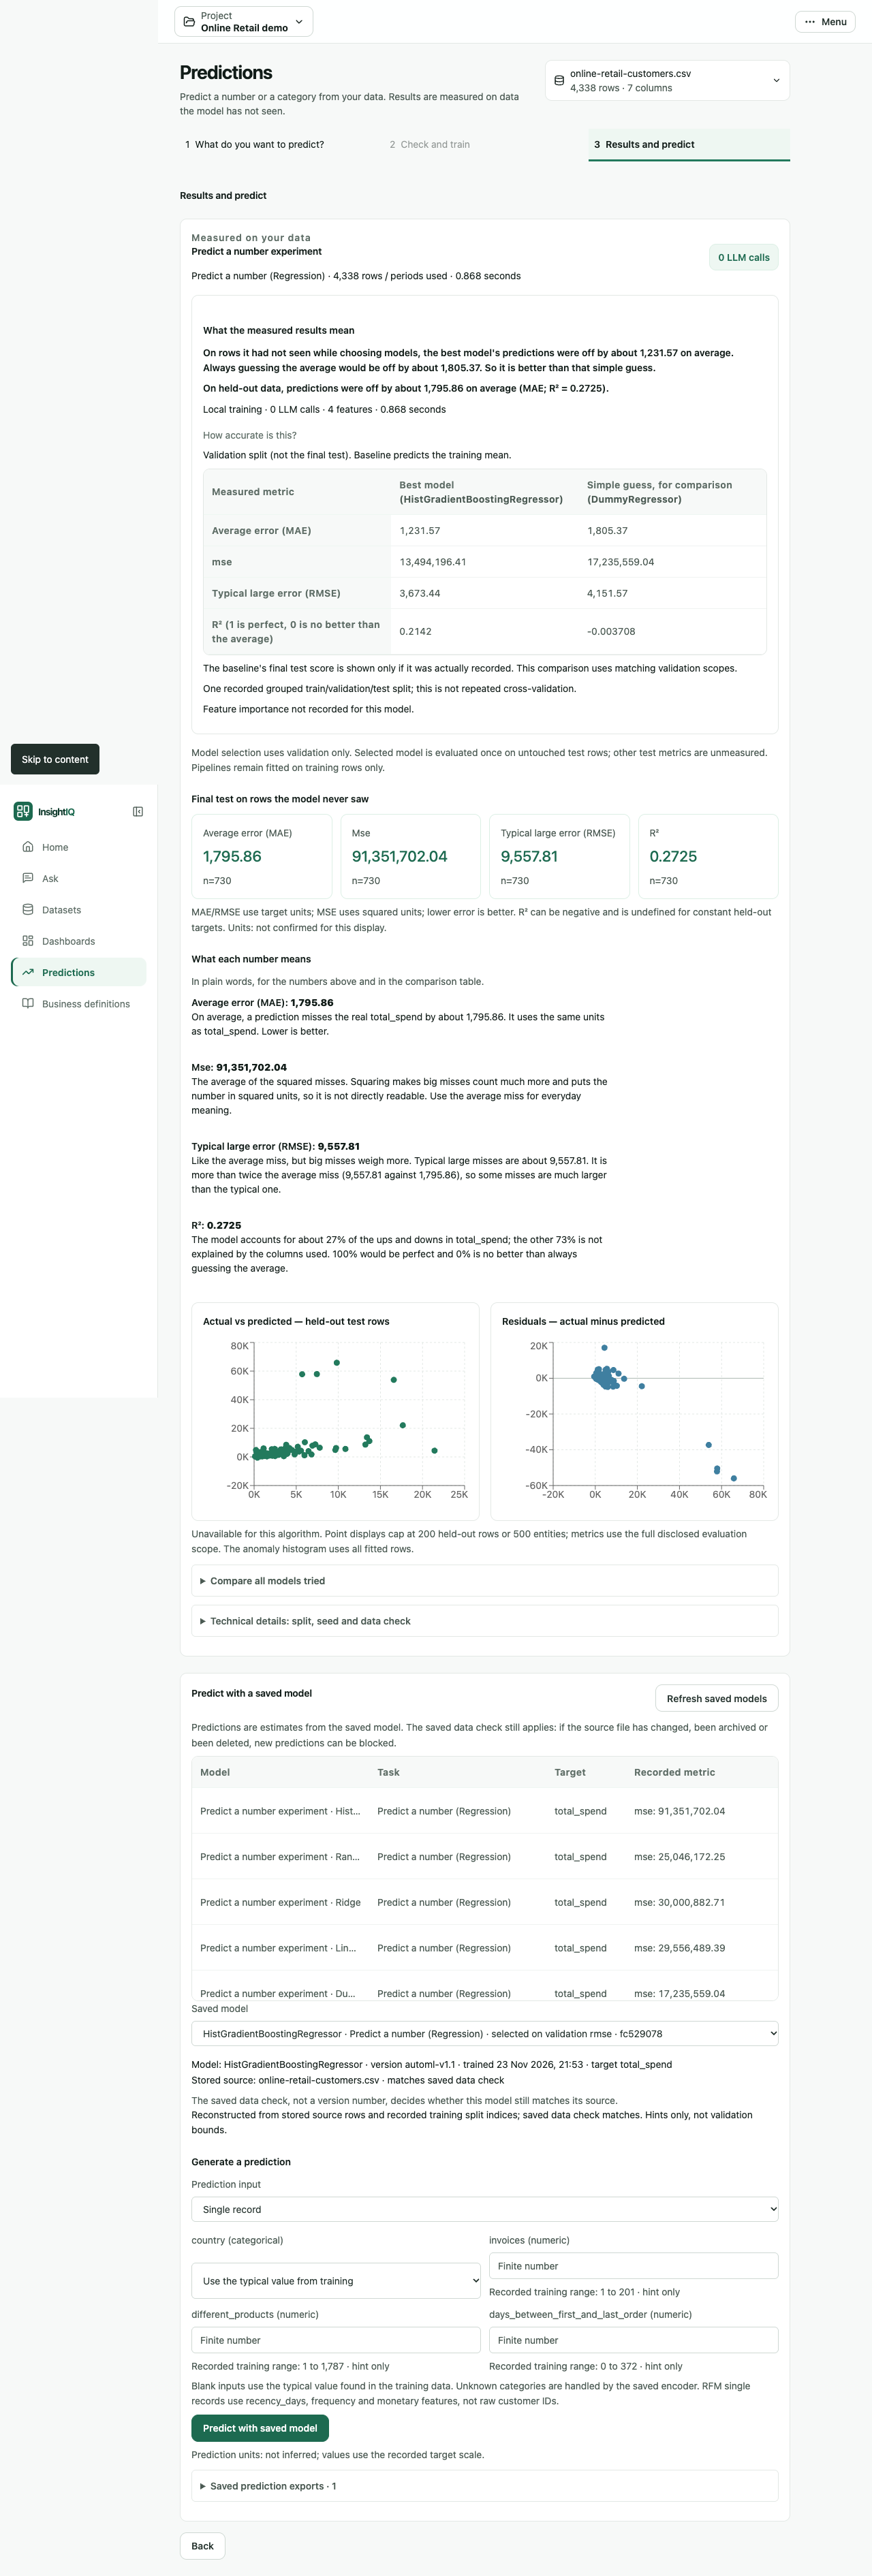 Project
Online Retail demo
Menu
Predictions
Predict a number or a category from your data. Results are measured on data
the model has not seen.
online-retail-customers.csv
4,338 rows · 7 columns
1 What do you want to predict?
2 Check and train
3 Results and predict
Results and predict
Measured on your data
Predict a number experiment
0 LLM calls
Predict a number (Regression) · 4,338 rows / periods used · 0.868 seconds
What the measured results mean
On rows it had not seen while choosing models, the best model's predictions were off by about 1,231.57 on average.
Always guessing the average would be off by about 1,805.37. So it is better than that simple guess.
On held-out data, predictions were off by about 1,795.86 on average (MAE; R² = 0.2725).
Local training · 0 LLM calls · 4 features · 0.868 seconds
How accurate is this?
Validation split (not the final test). Baseline predicts the training mean.
Measured metric
Best model
(HistGradientBoostingRegressor)
Simple guess, for comparison
(DummyRegressor)
Average error (MAE)
1,231.57
1,805.37
mse
13,494,196.41
17,235,559.04
Typical large error (RMSE)
3,673.44
4,151.57
R² (1 is perfect, 0 is no better than
the average)
0.2142
-0.003708
The baseline's final test score is shown only if it was actually recorded. This comparison uses matching validation scopes.
One recorded grouped train/validation/test split; this is not repeated cross-validation.
Feature importance not recorded for this model.
Model selection uses validation only. Selected model is evaluated once on untouched test rows; other test metrics are unmeasured.
Pipelines remain fitted on training rows only.
Skip to content
InsightIQ
Home
Ask
Datasets
Dashboards
Predictions
Business definitions
Final test on rows the model never saw
Average error (MAE)
1,795.86
n=730
Mse
91,351,702.04
n=730
Typical large error (RMSE)
9,557.81
n=730
R²
0.2725
n=730
MAE/RMSE use target units; MSE uses squared units; lower error is better. R² can be negative and is undefined for constant held-out
targets. Units: not confirmed for this display.
What each number means
In plain words, for the numbers above and in the comparison table.
Average error (MAE): 1,795.86
On average, a prediction misses the real total_spend by about 1,795.86. It uses the same units
as total_spend. Lower is better.
Mse: 91,351,702.04
The average of the squared misses. Squaring makes big misses count much more and puts the
number in squared units, so it is not directly readable. Use the average miss for everyday
meaning.
Typical large error (RMSE): 9,557.81
Like the average miss, but big misses weigh more. Typical large misses are about 9,557.81. It is
more than twice the average miss (9,557.81 against 1,795.86), so some misses are much larger
than the typical one.
R²: 0.2725
The model accounts for about 27% of the ups and downs in total_spend; the other 73% is not
explained by the columns used. 100% would be perfect and 0% is no better than always
guessing the average.
Actual vs predicted — held-out test rows
80K
60K
40K
20K
0K
-20K
0K 5K 10K 15K 20K 25K
Residuals — actual minus predicted
20K
0K
-20K
-40K
-60K
-20K 0K 20K 40K 60K 80K
Unavailable for this algorithm. Point displays cap at 200 held-out rows or 500 entities; metrics use the full disclosed evaluation
scope. The anomaly histogram uses all fitted rows.
Compare all models tried
Technical details: split, seed and data check
Predict with a saved model
Refresh saved models
Predictions are estimates from the saved model. The saved data check still applies: if the source file has changed, been archived or
been deleted, new predictions can be blocked.
Model Task Target Recorded metric
Predict a number experiment · Hist... Predict a number (Regression) total_spend mse: 91,351,702.04
Predict a number experiment · Ran... Predict a number (Regression) total_spend mse: 25,046,172.25
Predict a number experiment · Ridge Predict a number (Regression) total_spend mse: 30,000,882.71
Predict a number experiment · Lin... Predict a number (Regression) total_spend mse: 29,556,489.39
Predict a number experiment · Du... Predict a number (Regression) total_spend mse: 17,235,559.04
Saved model
HistGradientBoostingRegressor · Predict a number (Regression) · selected on validation rmse · fc529078
Model: HistGradientBoostingRegressor · version automl-v1.1 · trained 23 Nov 2026, 21:53 · target total_spend
Stored source: online-retail-customers.csv · matches saved data check
The saved data check, not a version number, decides whether this model still matches its source.
Reconstructed from stored source rows and recorded training split indices; saved data check matches. Hints only, not validation
bounds.
Generate a prediction
Prediction input
Single record
country (categorical)
Use the typical value from training
invoices (numeric)
Finite number
Recorded training range: 1 to 201 · hint only
different_products (numeric)
Finite number
Recorded training range: 1 to 1,787 · hint only
days_between_first_and_last_order (numeric)
Finite number
Recorded training range: 0 to 372 · hint only
Blank inputs use the typical value found in the training data. Unknown categories are handled by the saved encoder. RFM single
records use recency_days, frequency and monetary features, not raw customer IDs.
Predict with saved model
Prediction units: not inferred; values use the recorded target scale.
Saved prediction exports · 1
Back